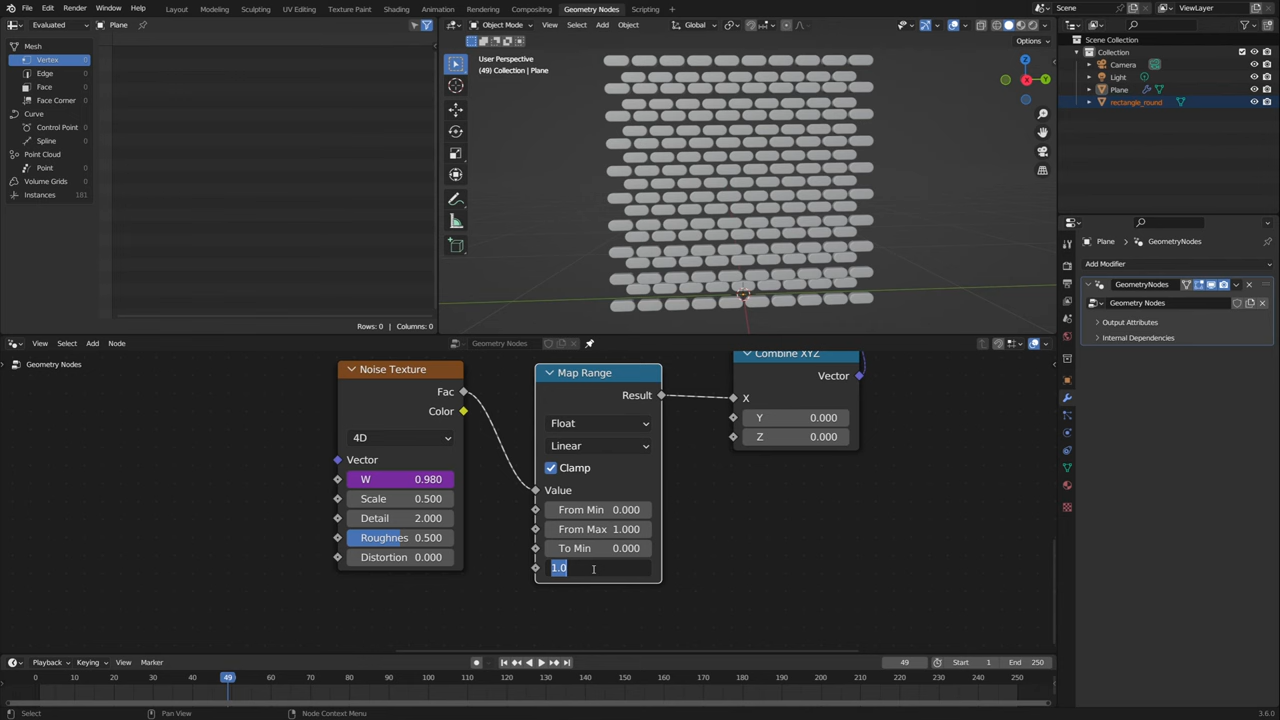 File Edit Render Window Help Layout Modeling Sculpting UV Editing Texture Paint Shading Animation Rendering Compositing Geometry Nodes Scripting Scene ViewLayer
Evaluated Plane
Object Mode View Select Add Object Global
Options
Mesh
Vertex 0
Edge 0
Face 0
Face Corner 0
Curve
Control Point 0
Spline 0
Point Cloud
Point 0
Volume Grids 0
Instances 181
Rows: 0 | Columns: 0
User Perspective
(49) Collection | Plane
Z
Y
X
Scene Collection
Collection
Camera
Light
Plane
rectangle_round
Plane GeometryNodes
Add Modifier
GeometryNodes
Geometry Nodes
Output Attributes
Internal Dependencies
View Select Add Node Geometry Nodes
Geometry Nodes
Noise Texture
Fac
Color
4D
Vector
W 0.980
Scale 0.500
Detail 2.000
Roughnes 0.500
Distortion 0.000
Map Range
Result
Float
Linear
Clamp
Value
From Min 0.000
From Max 1.000
To Min 0.000
1.0
Combine XYZ
Vector
X
Y 0.000
Z 0.000
Playback Keying View Marker 49 Start 1 End 250
0 10 20 30 40 49 50 60 70 80 90 100 110 120 130 140 150 160 170 180 190 200 210 220 230 240 250
Select Pan View Node Context Menu 3.6.0